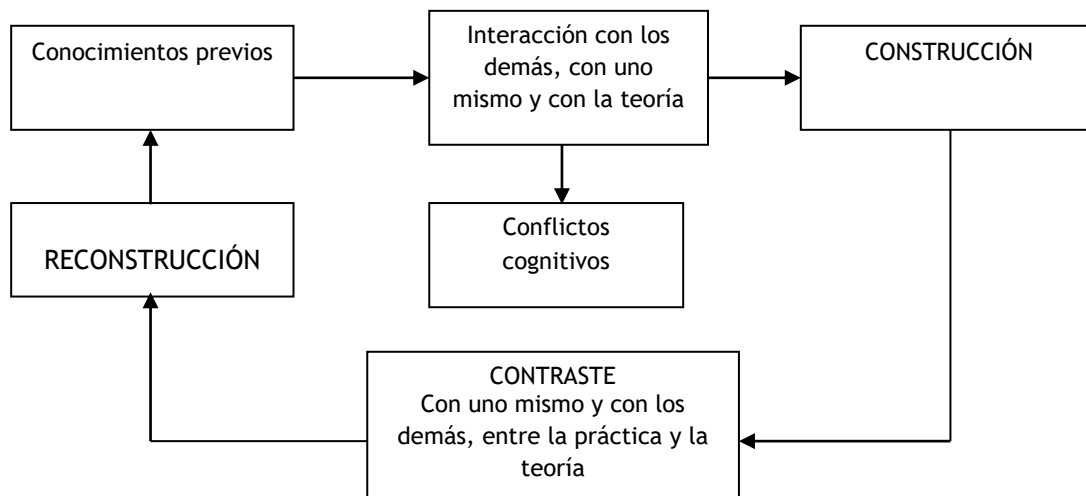 Conocimientos previos
Interacción con los
demás, con uno
mismo y con la teoría
CONSTRUCCIÓN
RECONSTRUCCIÓN
Conflictos
cognitivos
CONTRASTE
Con uno mismo y con los
demás, entre la práctica y la
teoría